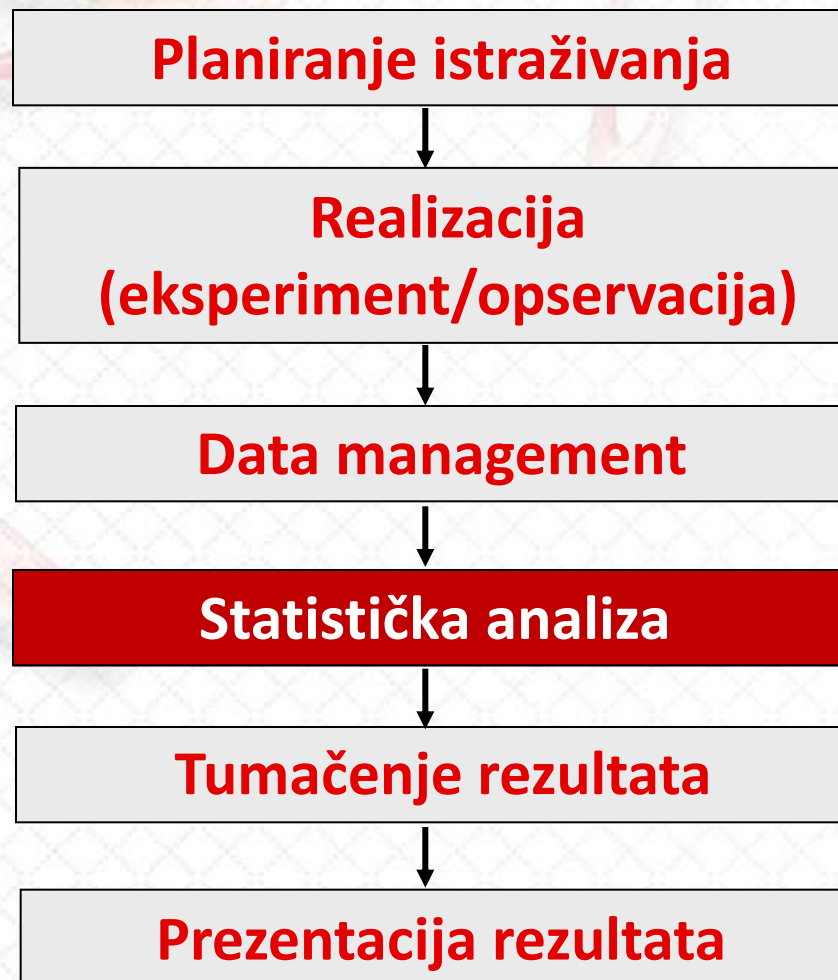 Planiranje istraživanja
Realizacija
(eksperiment/opservacija)
Data management
Statistička analiza
Tumačenje rezultata
Prezentacija rezultata